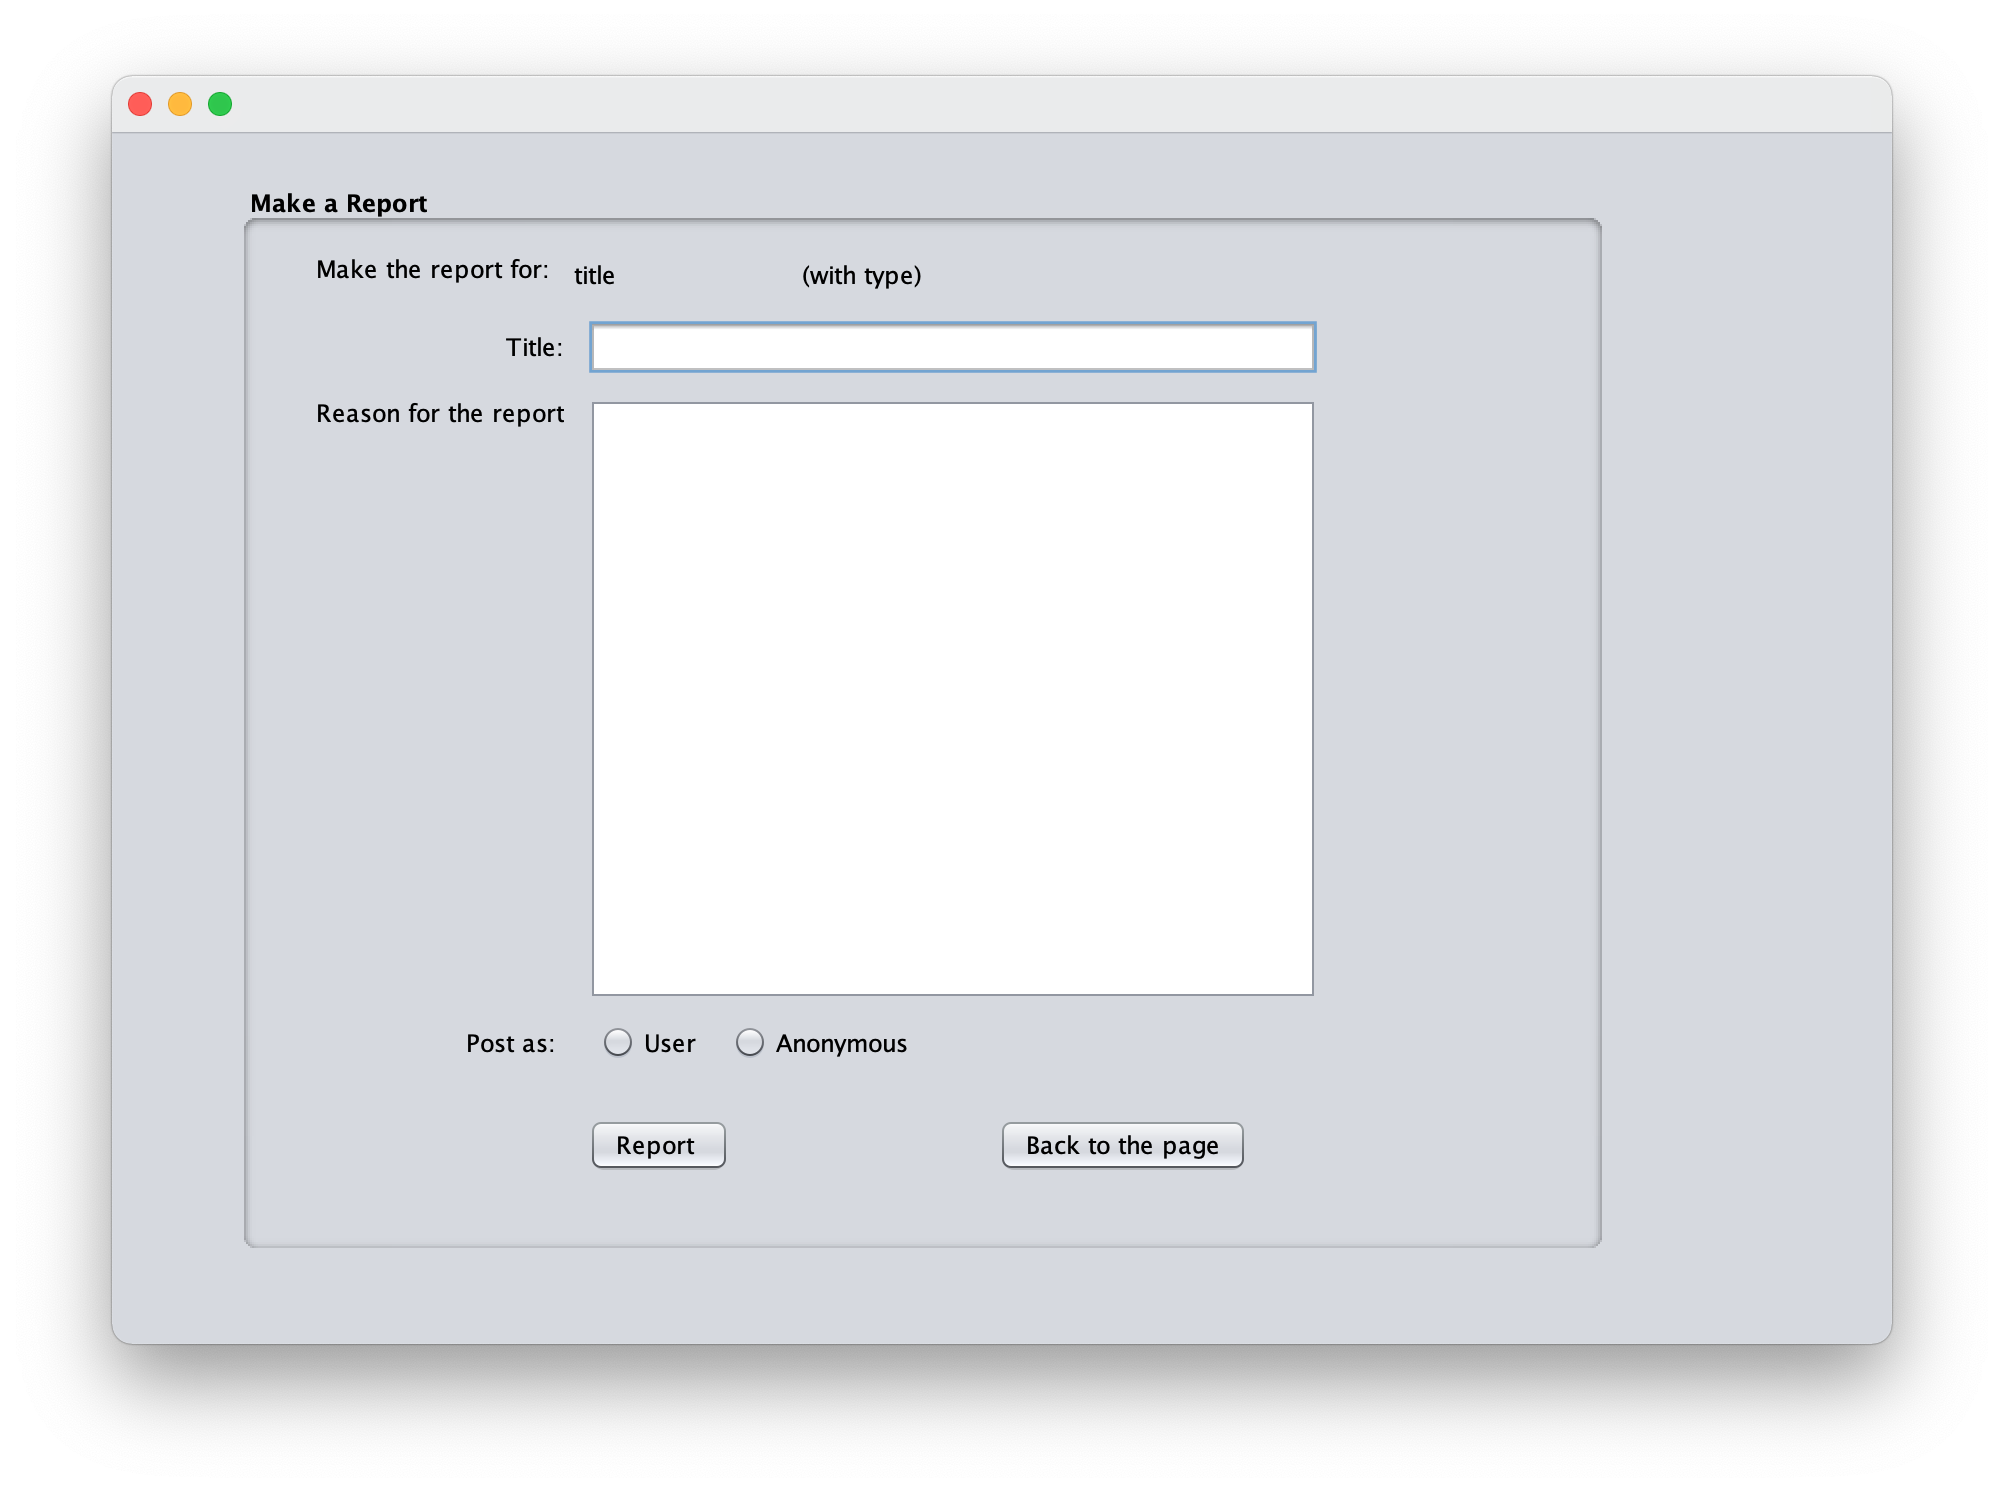 Make a Report
Make the report for: title (with type)
Title:
Reason for the report
Post as: User Anonymous
Report Back to the page